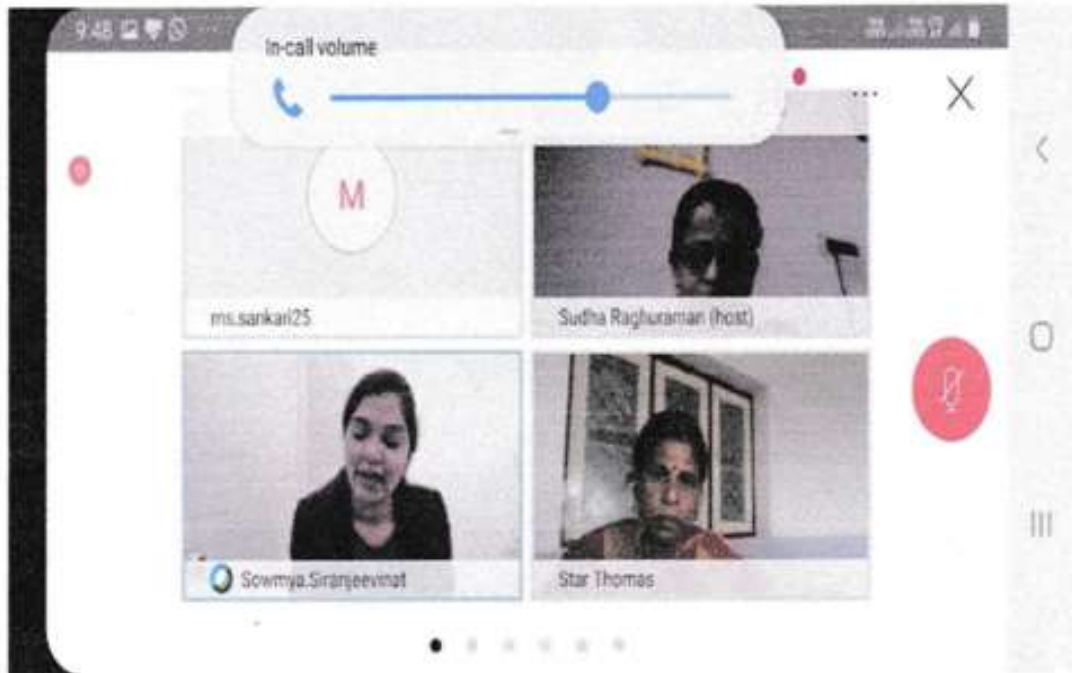 9:48
In-call volume
M
ms.sankari25
Sudha Raghuraman (host)
Sowmya.Siranjeevinat
Star Thomas